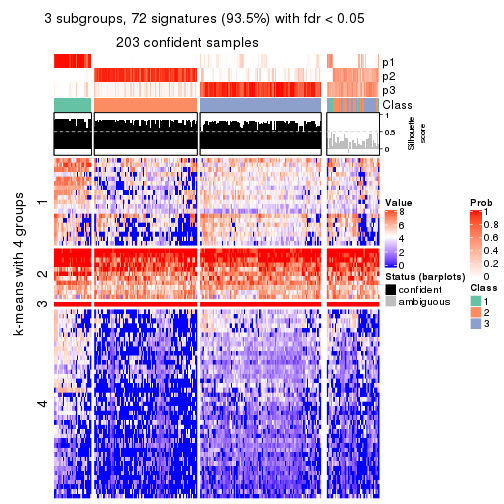 3 subgroups, 72 signatures (93.5%) with fdr < 0.05
203 confident samples
p1
p2
p3
Class
1
0.5
0
Silhouette
score
k-means with 4 groups
1
2
3
4
Value
8
6
4
2
0
Status (barplots)
confident
ambiguous
Prob
1
0.8
0.6
0.4
0.2
0
Class
1
2
3